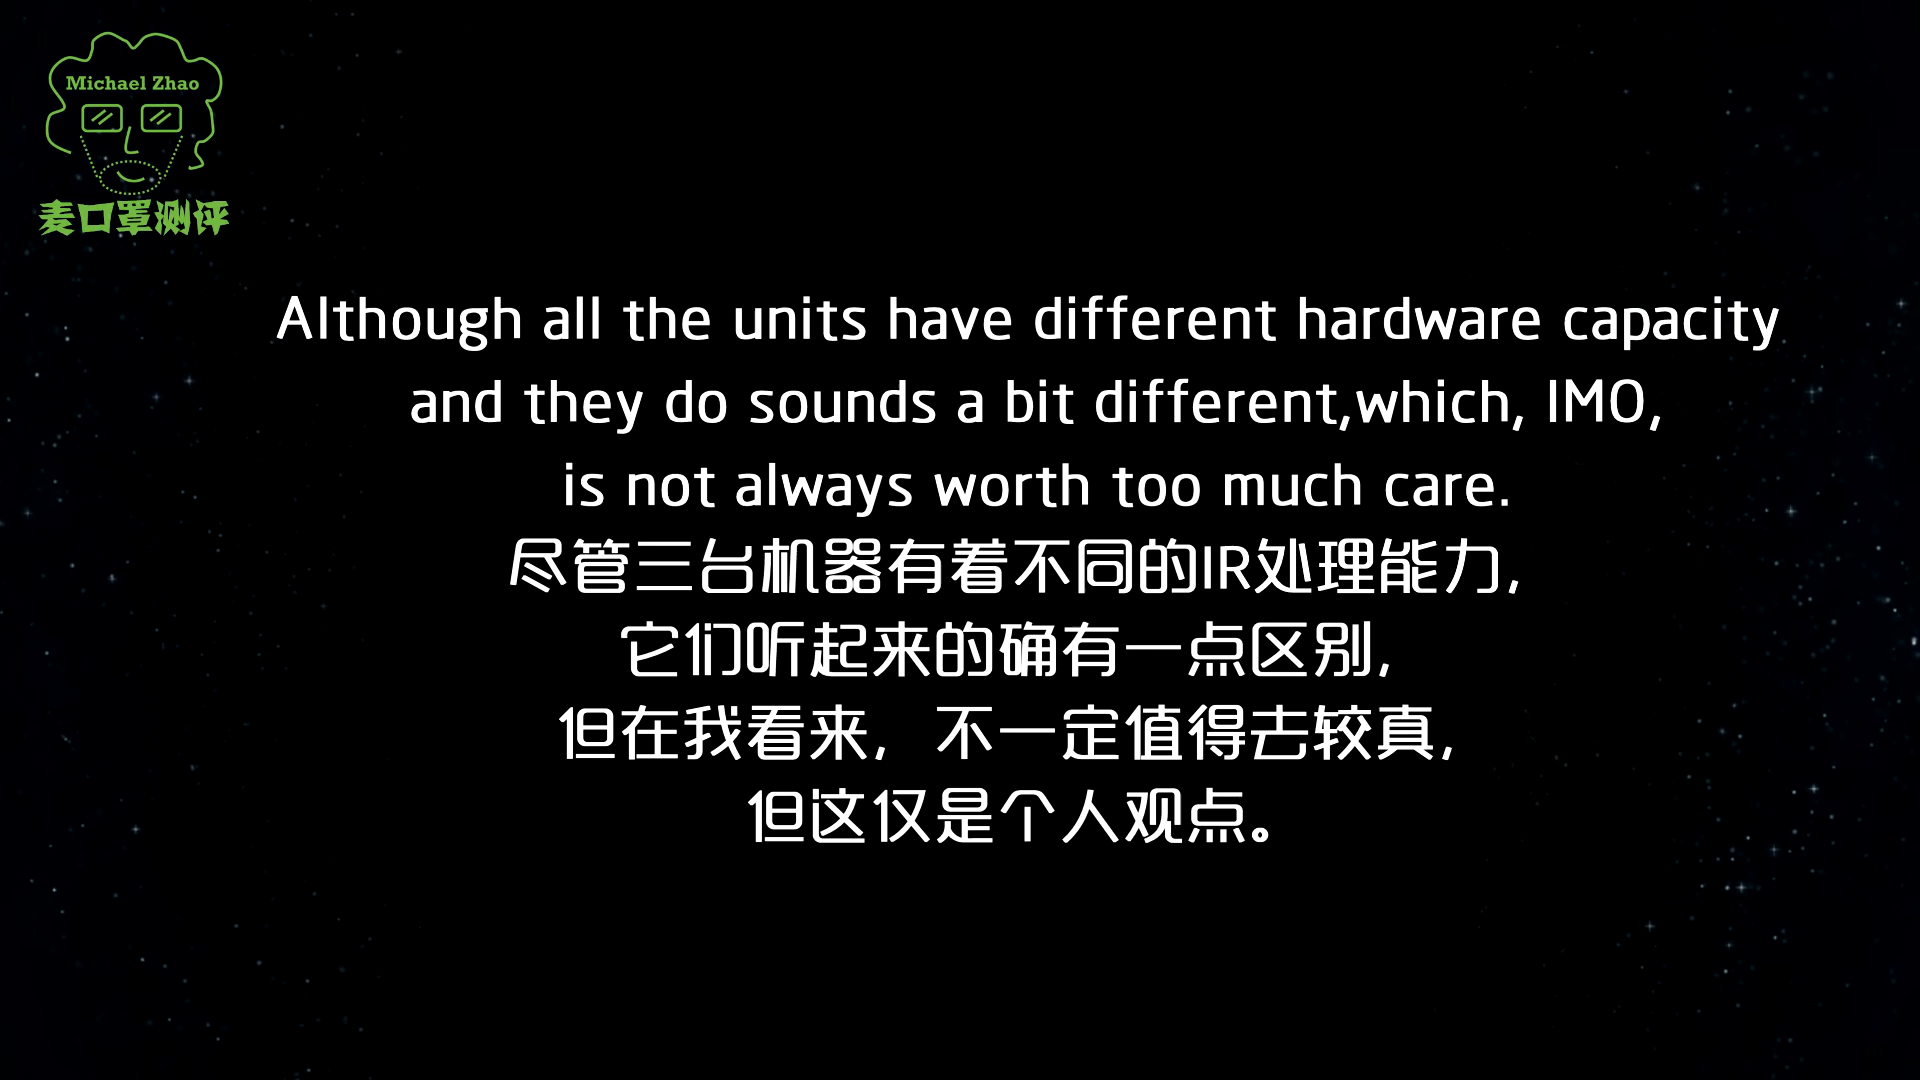 Michael Zhao
麦口罩测评
Although all the units have different hardware capacity
and they do sounds a bit different,which, IMO,
is not always worth too much care.
尽管三台机器有着不同的IR处理能力，
它们听起来的确有一点区别，
但在我看来，不一定值得去较真，
但这仅是个人观点。